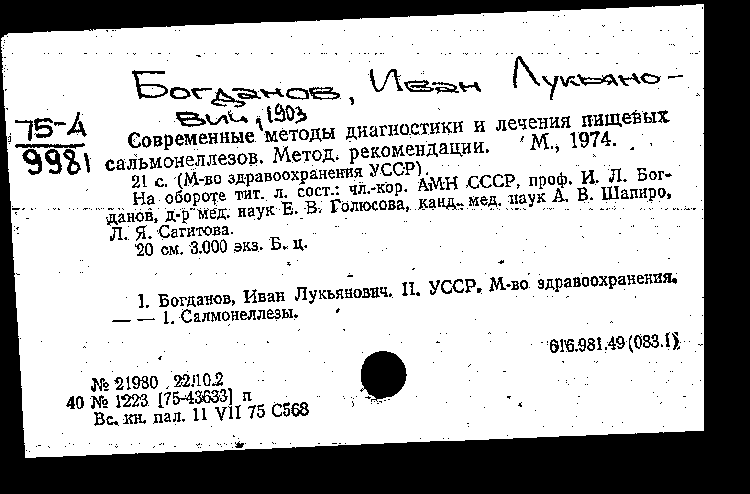 Богданов, Иван Лукьяно-
вич, 1903
75-4
9981
Современные методы диагностики и лечения пищевых
сальмонеллезов. Метод. рекомендации. М., 1974.
21 с. (М-во здравоохранения УССР).
На обороте тит. л. сост.: чл.-кор. АМН СССР, проф. И. Л. Бог-
данов, д-р мед. наук Е. В. Голюсова, канд. мед. наук А. В. Шапиро,
Л. Я. Сагитова.
20 см. 3.000 экз. Б. ц.
1. Богданов, Иван Лукьянович. II. УССР. М-во здравоохранения.
— — 1. Салмонеллезы.
616.981.49(083.1)
№ 21980 22.10.2
40 № 1223 [75-43633] п
Вс. кн. пал. 11 VII 75 С568